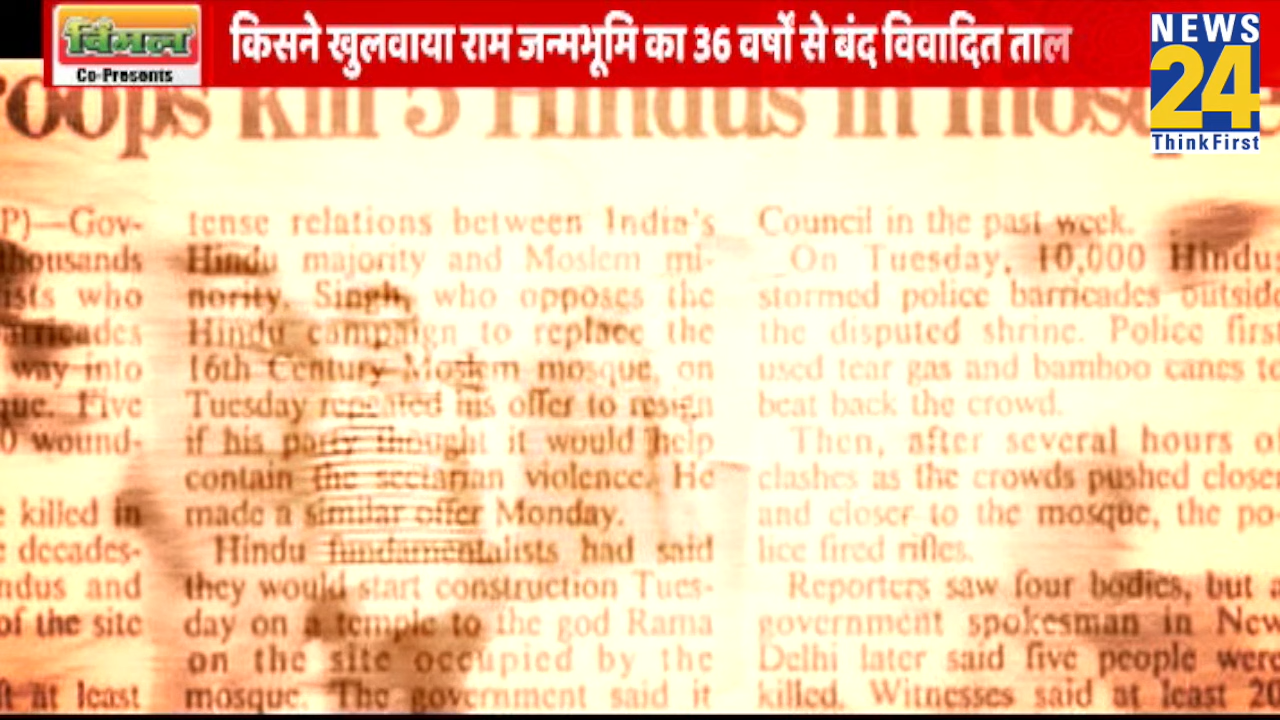 विमल
Co-Presents
किसने खुलवाया राम जन्मभूमि का 36 वर्षों से बंद विवादित ताल
NEWS
24
ThinkFirst
oops kill 5 Hindus in mosque
P)—Gov-
thousands
ists who
barricades
way into
que. Five
0 wound-
killed in
decades-
ndus and
of the site
at least
tense relations between India's
Hindu majority and Moslem mi-
nority. Singh, who opposes the
Hindu campaign to replace the
16th Century Moslem mosque, on
Tuesday repeated his offer to resign
if his party thought it would help
contain the sectarian violence. He
made a similar offer Monday.
Hindu fundamentalists had said
they would start construction Tues-
day on a temple to the god Rama
on the site occupied by the
mosque. The government said it
Council in the past week.
On Tuesday, 10,000 Hindus
stormed police barricades outside
the disputed shrine. Police first
used tear gas and bamboo canes to
beat back the crowd.
Then, after several hours of
clashes as the crowds pushed closer
and closer to the mosque, the po-
lice fired rifles.
Reporters saw four bodies, but a
government spokesman in New
Delhi later said five people were
killed. Witnesses said at least 20